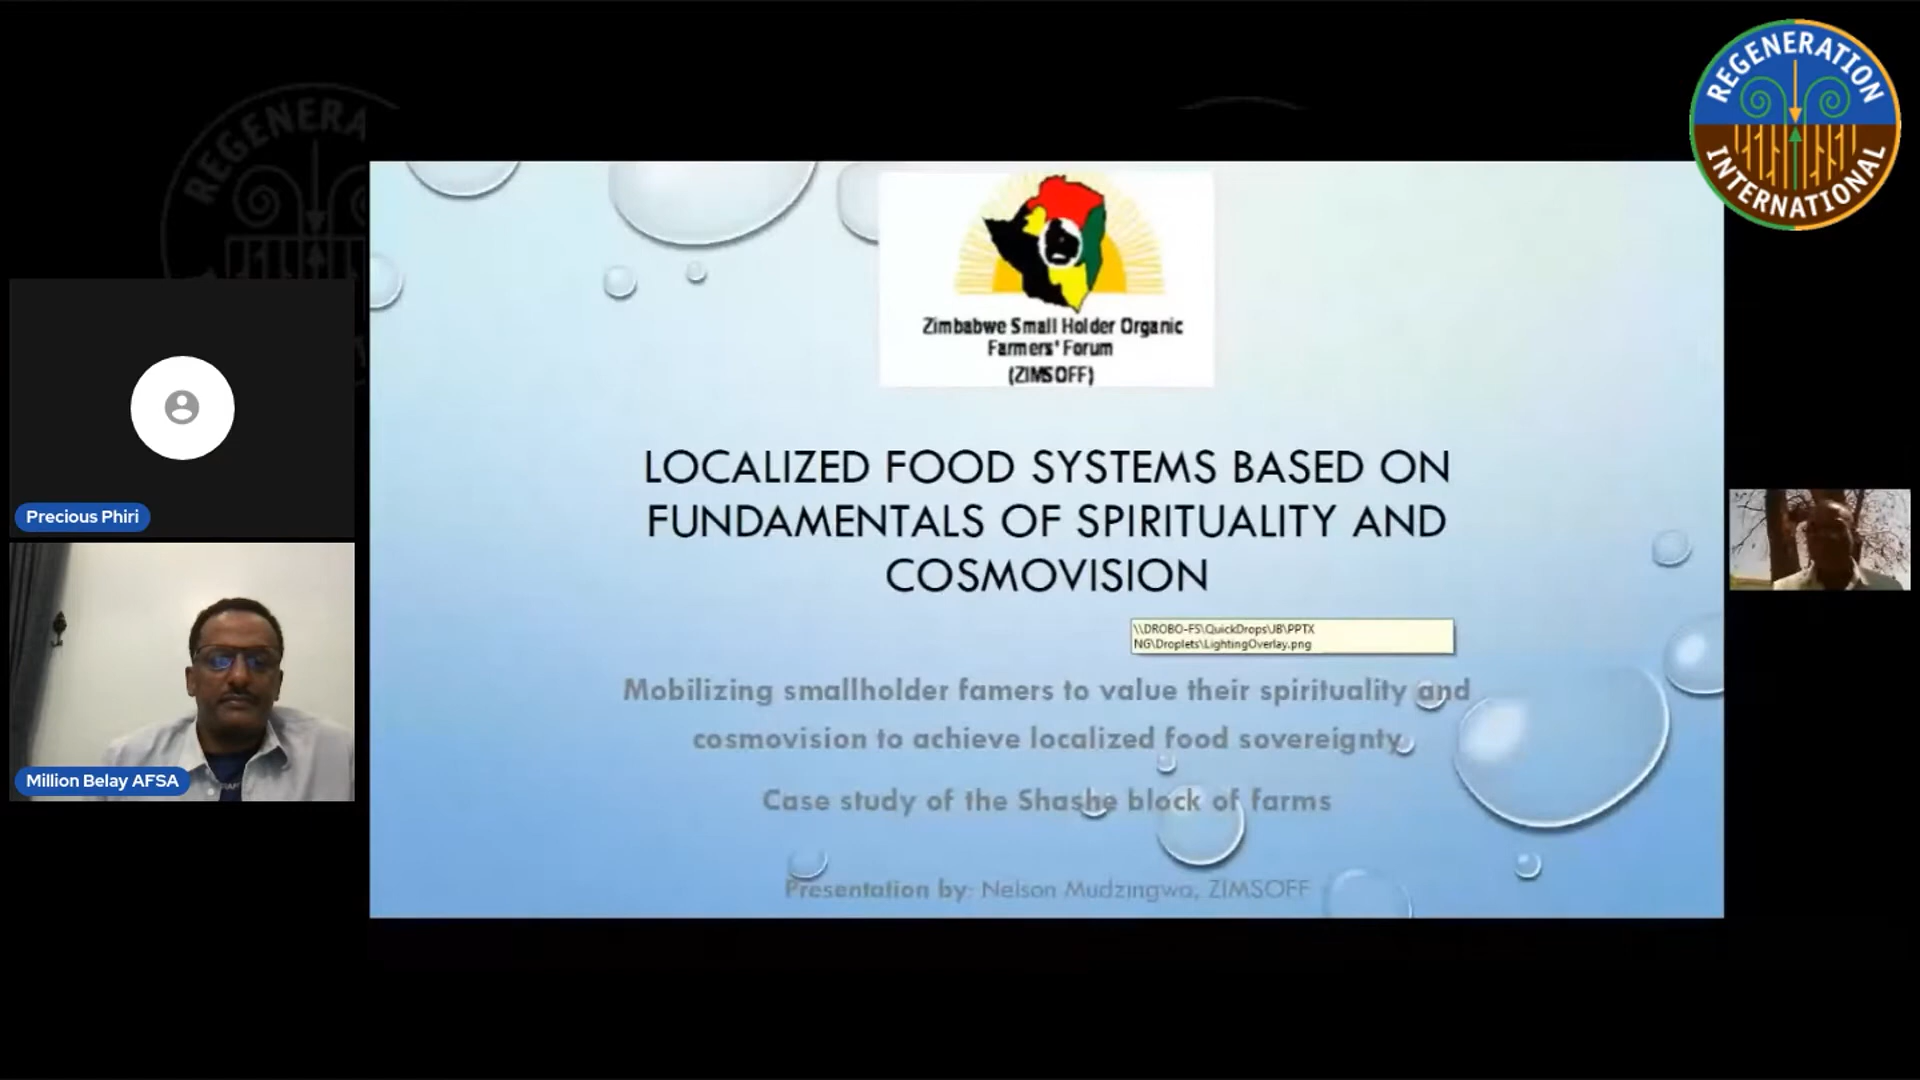 REGENERATION
INTERNATIONAL
REGENERA
Zimbabwe Small Holder Organic
Farmers' Forum
(ZIMSOFF)
LOCALIZED FOOD SYSTEMS BASED ON
FUNDAMENTALS OF SPIRITUALITY AND
COSMOVISION
\\DROBO-FS\QuickDrops\JB\PPTX
NG\Droplets\LightingOverlay.png
Mobilizing smallholder famers to value their spirituality and
cosmovision to achieve localized food sovereignty
Case study of the Shashe block of farms
Presentation by: Nelson Mudzingwa, ZIMSOFF
Precious Phiri
Million Belay AFSA